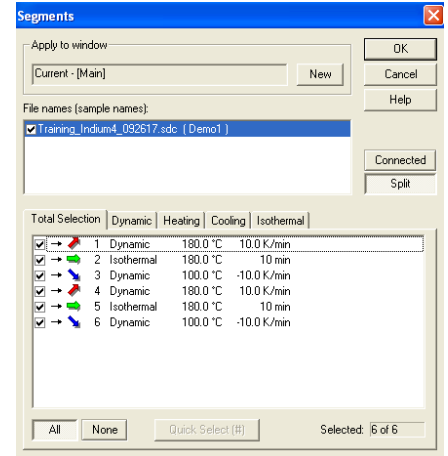 Segments
Apply to window
Current - [Main]
New
OK
Cancel
Help
File names (sample names):
Training_Indium4_092617.sdc ( Demo1 )
Connected
Split
Total Selection Dynamic Heating Cooling Isothermal
1 Dynamic 180.0 °C 10.0 K/min
2 Isothermal 180.0 °C 10 min
3 Dynamic 100.0 °C -10.0 K/min
4 Dynamic 180.0 °C 10.0 K/min
5 Isothermal 180.0 °C 10 min
6 Dynamic 100.0 °C -10.0 K/min
All None Quick Select (#) Selected: 6 of 6